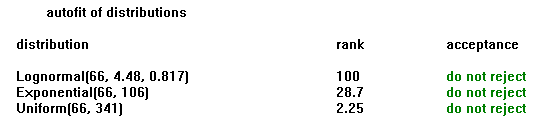 autofit of distributions
distribution rank acceptance
Lognormal(66, 4.48, 0.817) 100 do not reject
Exponential(66, 106) 28.7 do not reject
Uniform(66, 341) 2.25 do not reject